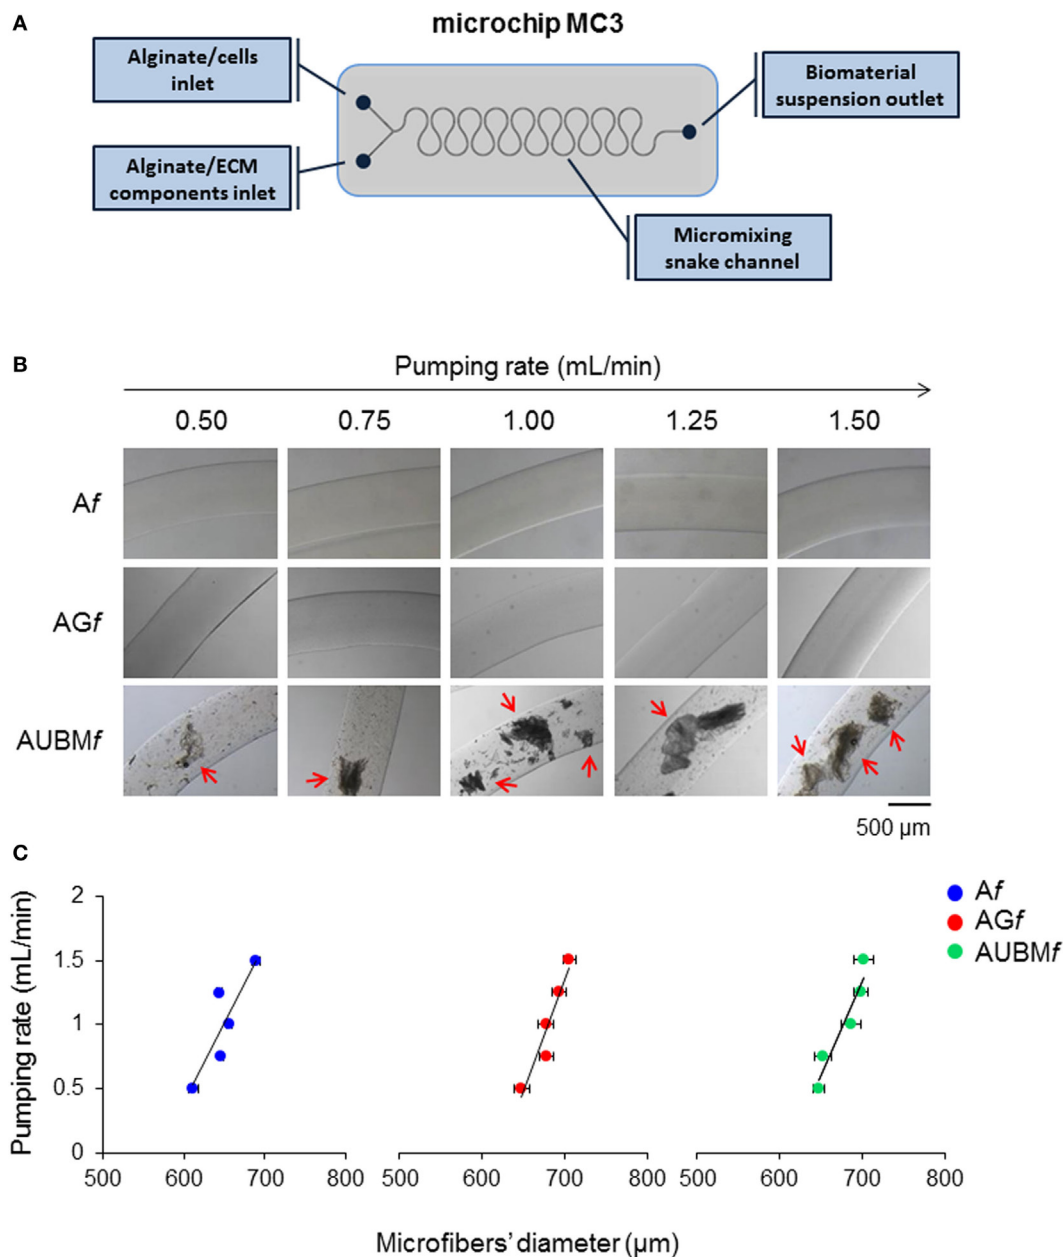 A
microchip MC3
Alginate/cells
inlet
Alginate/ECM
components inlet
Biomaterial
suspension outlet
Micromixing
snake channel
B
Pumping rate (mL/min)
0.50 0.75 1.00 1.25 1.50
Af
AGf
AUBMf
500 µm
C
Pumping rate (mL/min)
2
1.5
1
0.5
0
500 600 700 800 500 600 700 800 500 600 700 800
Microfibers' diameter (µm)
Af
AGf
AUBMf